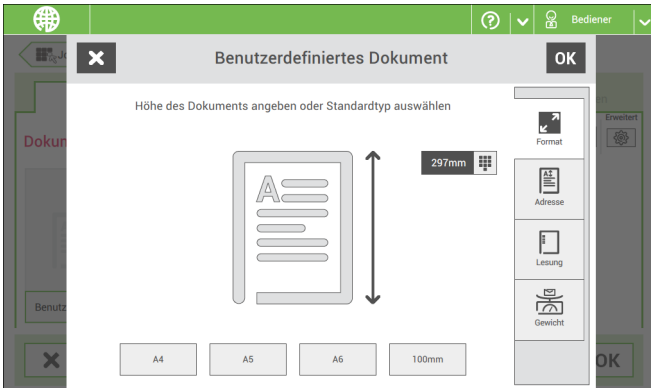 Bediener
Benutzerdefiniertes Dokument
OK
Höhe des Dokuments angeben oder Standardtyp auswählen
Erweitert
Format
297mm
Adresse
Lesung
Gewicht
A4
A5
A6
100mm
OK